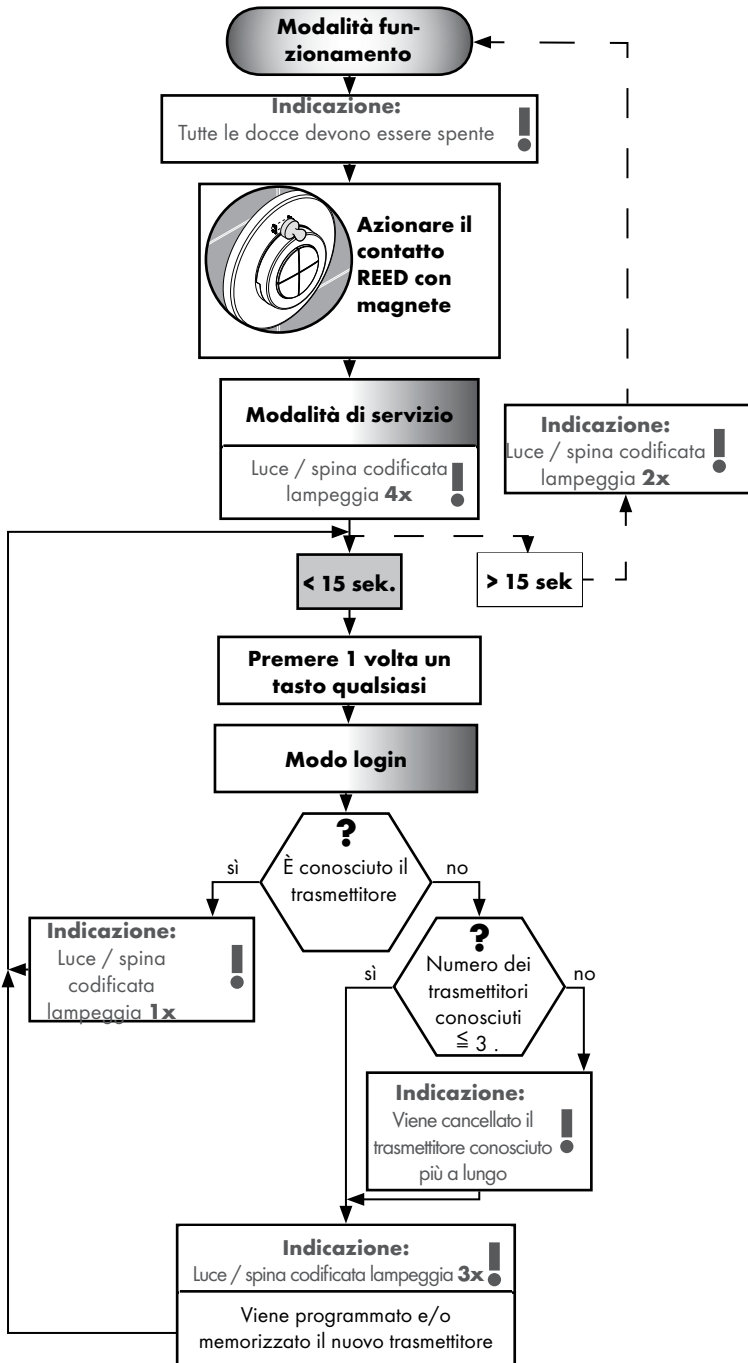 Modalità fun-
zionamento
Indicazione:
Tutte le docce devono essere spente
Azionare il
contatto
REED con
magnete
Modalità di servizio
Luce / spina codificata
lampeggia 4x
Indicazione:
Luce / spina codificata
lampeggia 2x
< 15 sek.
> 15 sek
Premere 1 volta un
tasto qualsiasi
Modo login
?
È conosciuto il
trasmettitore
sì
no
Indicazione:
Luce / spina
codificata
lampeggia 1x
?
Numero dei
trasmettitori
conosciuti
≦ 3 .
sì
no
Indicazione:
Viene cancellato il
trasmettitore conosciuto
più a lungo
Indicazione:
Luce / spina codificata lampeggia 3x
Viene programmato e/o
memorizzato il nuovo trasmettitore